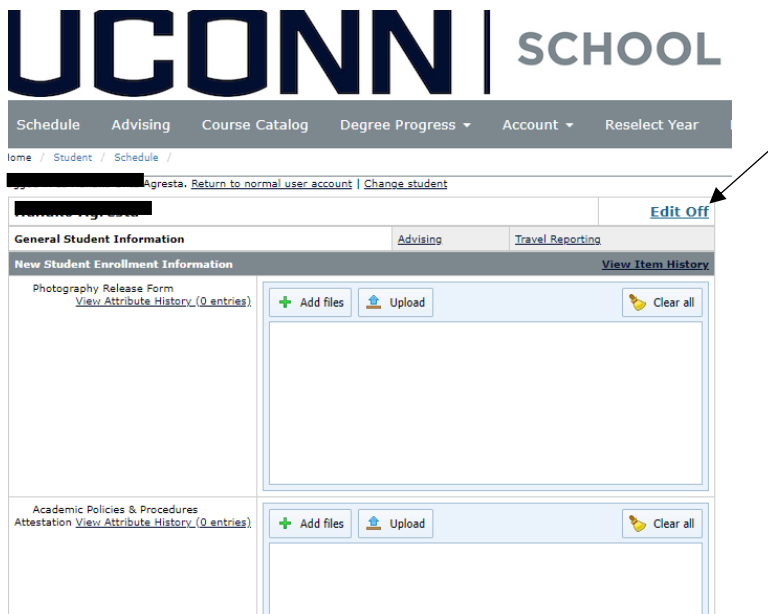 UCONN | SCHOOL
Schedule Advising Course Catalog Degree Progress Account Reselect Year
ome / Student / Schedule /
Agresta. Return to normal user account | Change student
Edit Off
General Student Information Advising Travel Reporting
New Student Enrollment Information View Item History
Photography Release Form
View Attribute History (0 entries) Add files Upload Clear all
Academic Policies & Procedures
Attestation View Attribute History (0 entries) Add files Upload Clear all